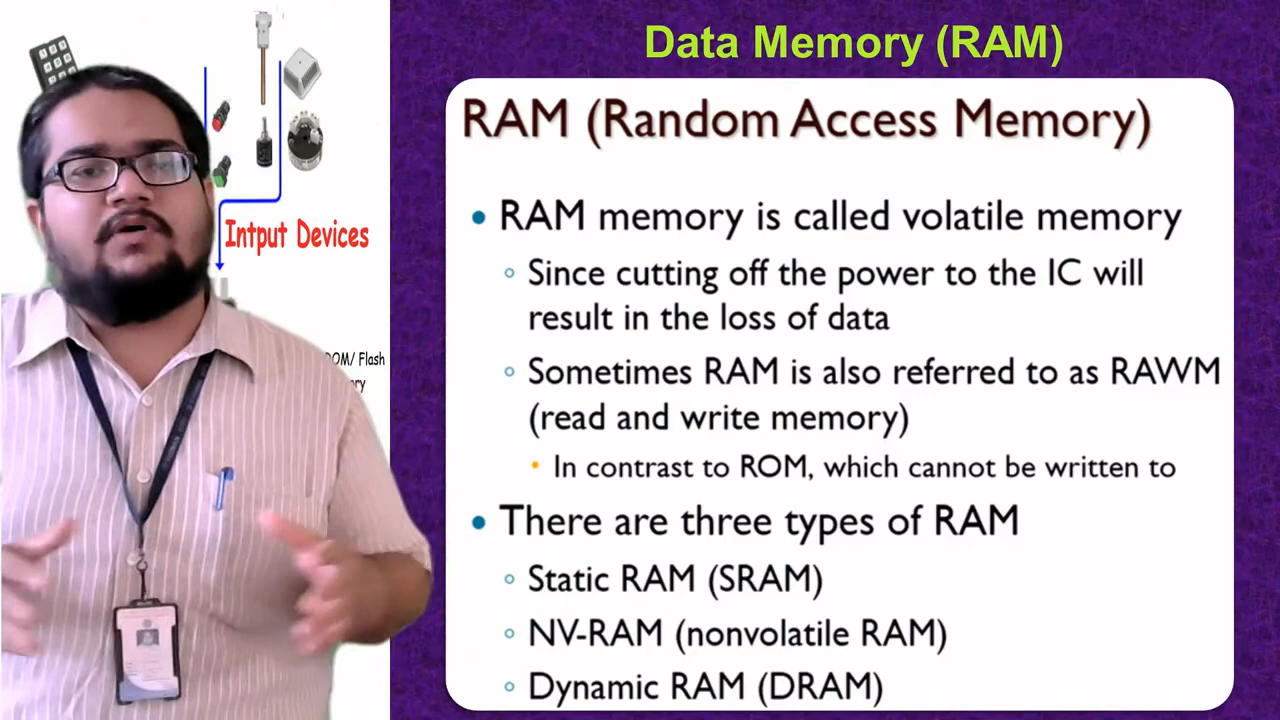 Data Memory (RAM)
RAM (Random Access Memory)
• RAM memory is called volatile memory
◦ Since cutting off the power to the IC will
result in the loss of data
◦ Sometimes RAM is also referred to as RAWM
(read and write memory)
• In contrast to ROM, which cannot be written to
• There are three types of RAM
◦ Static RAM (SRAM)
◦ NV-RAM (nonvolatile RAM)
◦ Dynamic RAM (DRAM)
Intput Devices
OM/ Flash
ry